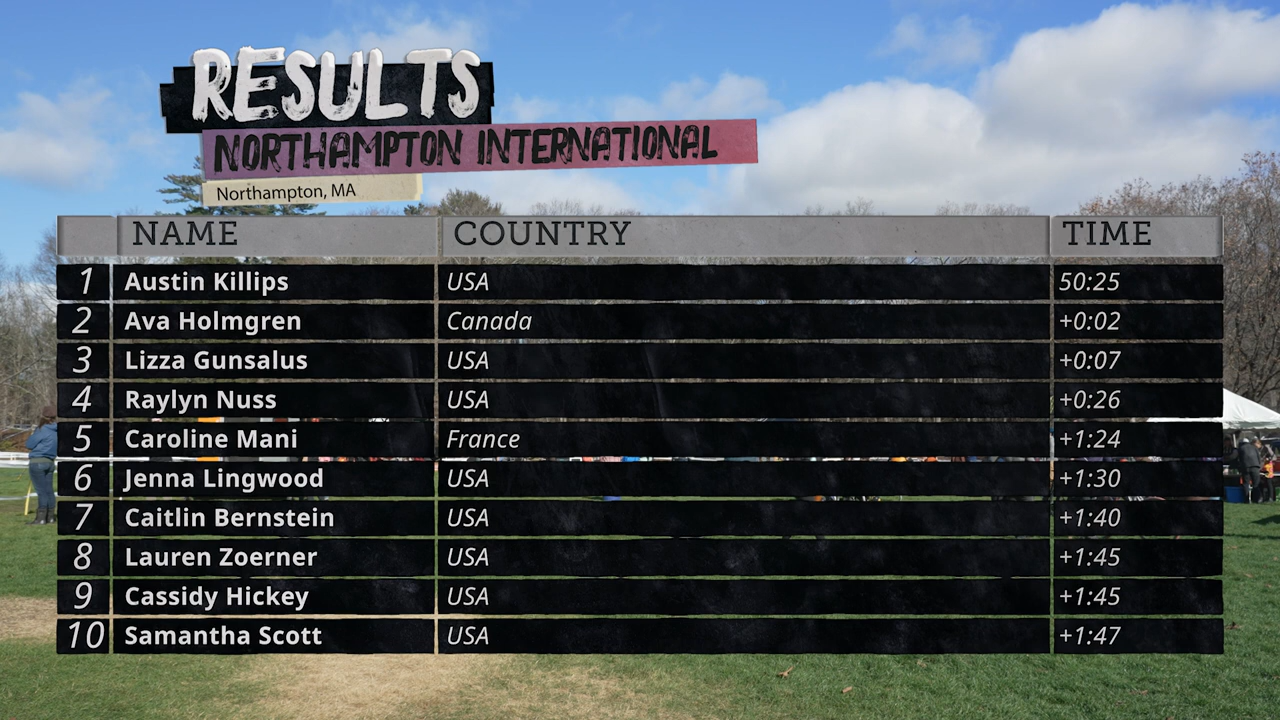 RESULTS
NORTHAMPTON INTERNATIONAL
Northampton, MA
NAME COUNTRY TIME
1 Austin Killips USA 50:25
2 Ava Holmgren Canada +0:02
3 Lizza Gunsalus USA +0:07
4 Raylyn Nuss USA +0:26
5 Caroline Mani France +1:24
6 Jenna Lingwood USA +1:30
7 Caitlin Bernstein USA +1:40
8 Lauren Zoerner USA +1:45
9 Cassidy Hickey USA +1:45
10 Samantha Scott USA +1:47